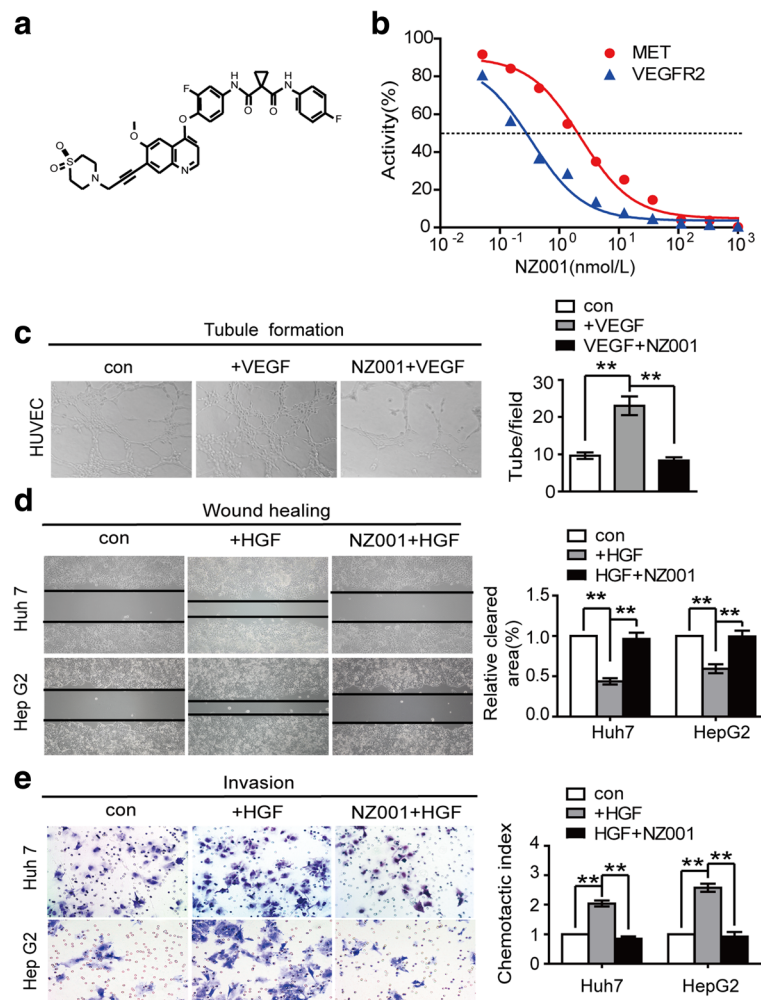 a
F
H
N
H
N
O
O
F
O
O
N
O
S
O
N
b
MET
VEGFR2
Activity(%)
100
80
60
40
20
0
10⁻² 10⁻¹ 10⁰ 10¹ 10² 10³
NZ001(nmol/L)
c
Tubule formation
con +VEGF NZ001+VEGF
HUVEC
con
+VEGF
VEGF+NZ001
** **
Tube/field
30
20
10
0
d
Wound healing
con +HGF NZ001+HGF
Huh 7
Hep G2
con
+HGF
HGF+NZ001
** ** ** **
Relative cleared
area(%)
1.5
1.0
0.5
0.0
Huh7 HepG2
e
Invasion
con +HGF NZ001+HGF
Huh 7
Hep G2
con
+HGF
HGF+NZ001
** ** ** **
Chemotactic index
4
3
2
1
0
Huh7 HepG2